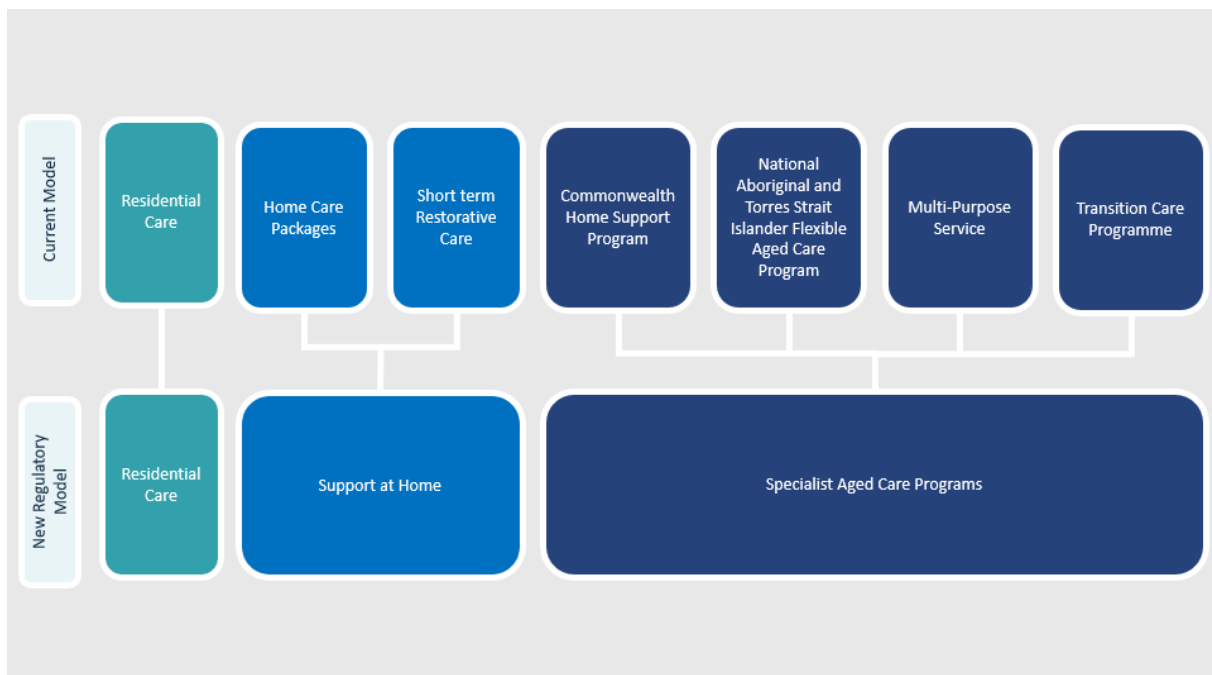 Current Model
Residential
Care
Home Care
Packages
Short term
Restorative
Care
Commonwealth
Home Support
Program
National
Aboriginal and
Torres Strait
Islander Flexible
Aged Care
Program
Multi-Purpose
Service
Transition Care
Programme
New Regulatory
Model
Residential
Care
Support at Home
Specialist Aged Care Programs